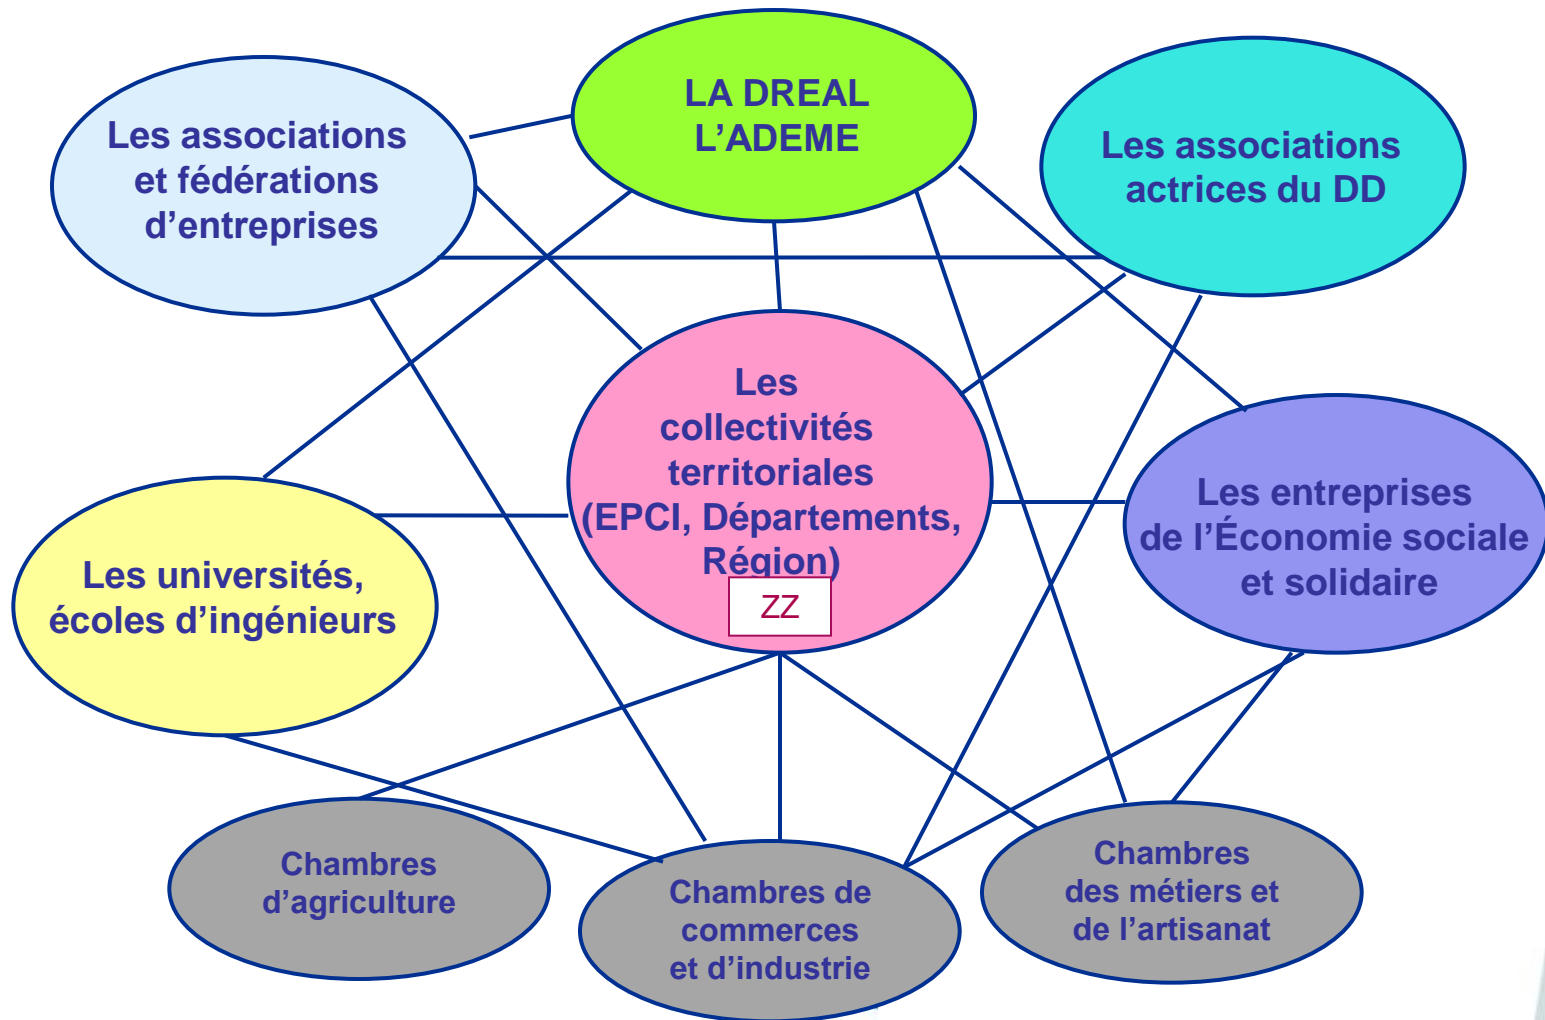 LA DREAL
L’ADEME
Les associations
et fédérations
d’entreprises
Les associations
actrices du DD
Les
collectivités
territoriales
(EPCI, Départements,
Région)
ZZ
Les entreprises
de l’Économie sociale
et solidaire
Les universités,
écoles d’ingénieurs
Chambres
d’agriculture
Chambres de
commerces
et d’industrie
Chambres
des métiers et
de l’artisanat